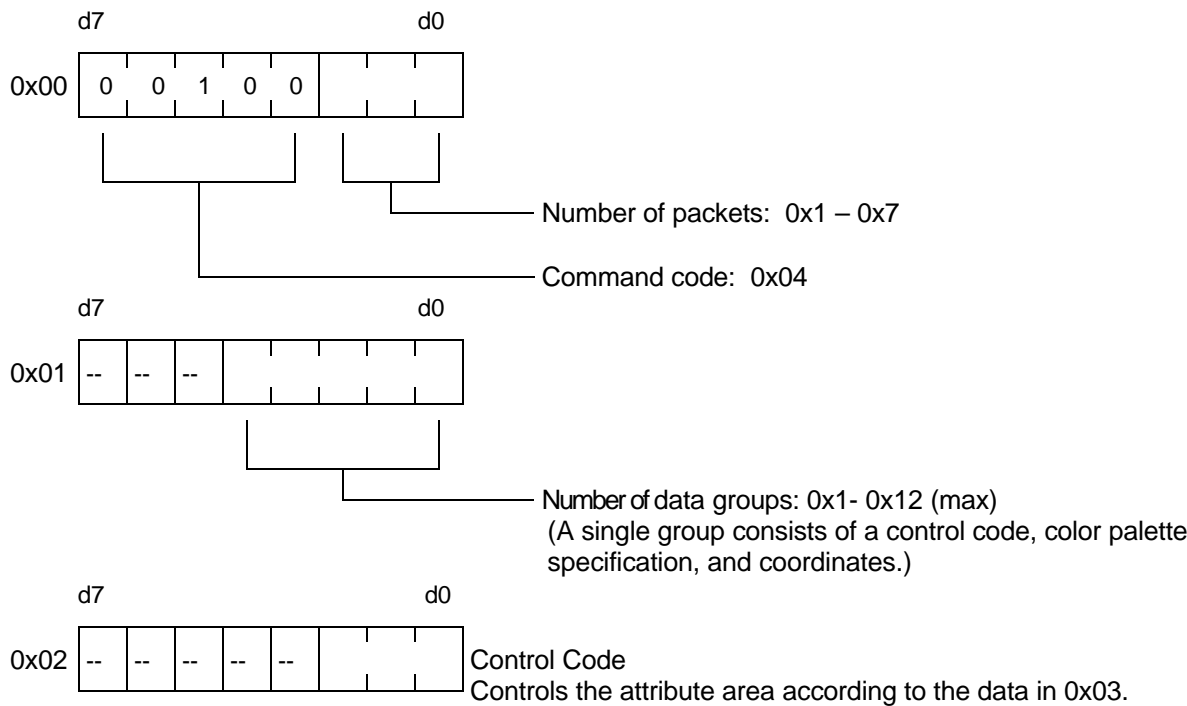 d7 d0
0x00 0 0 1 0 0
Number of packets: 0x1 – 0x7
Command code: 0x04
d7 d0
0x01 -- -- --
Number of data groups: 0x1- 0x12 (max)
(A single group consists of a control code, color palette
specification, and coordinates.)
d7 d0
0x02 -- -- -- -- -- Control Code
Controls the attribute area according to the data in 0x03.